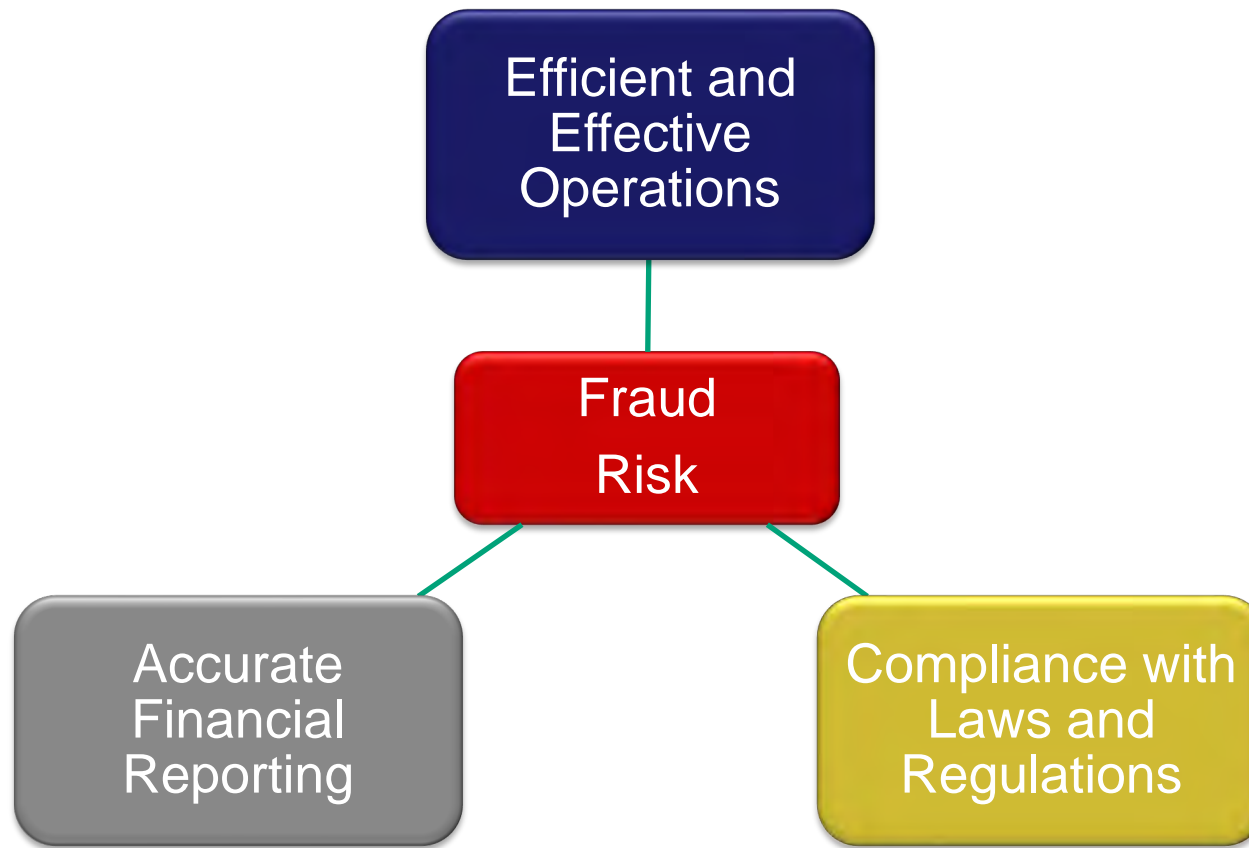 Efficient and
Effective
Operations
Fraud
Risk
Accurate
Financial
Reporting
Compliance with
Laws and
Regulations